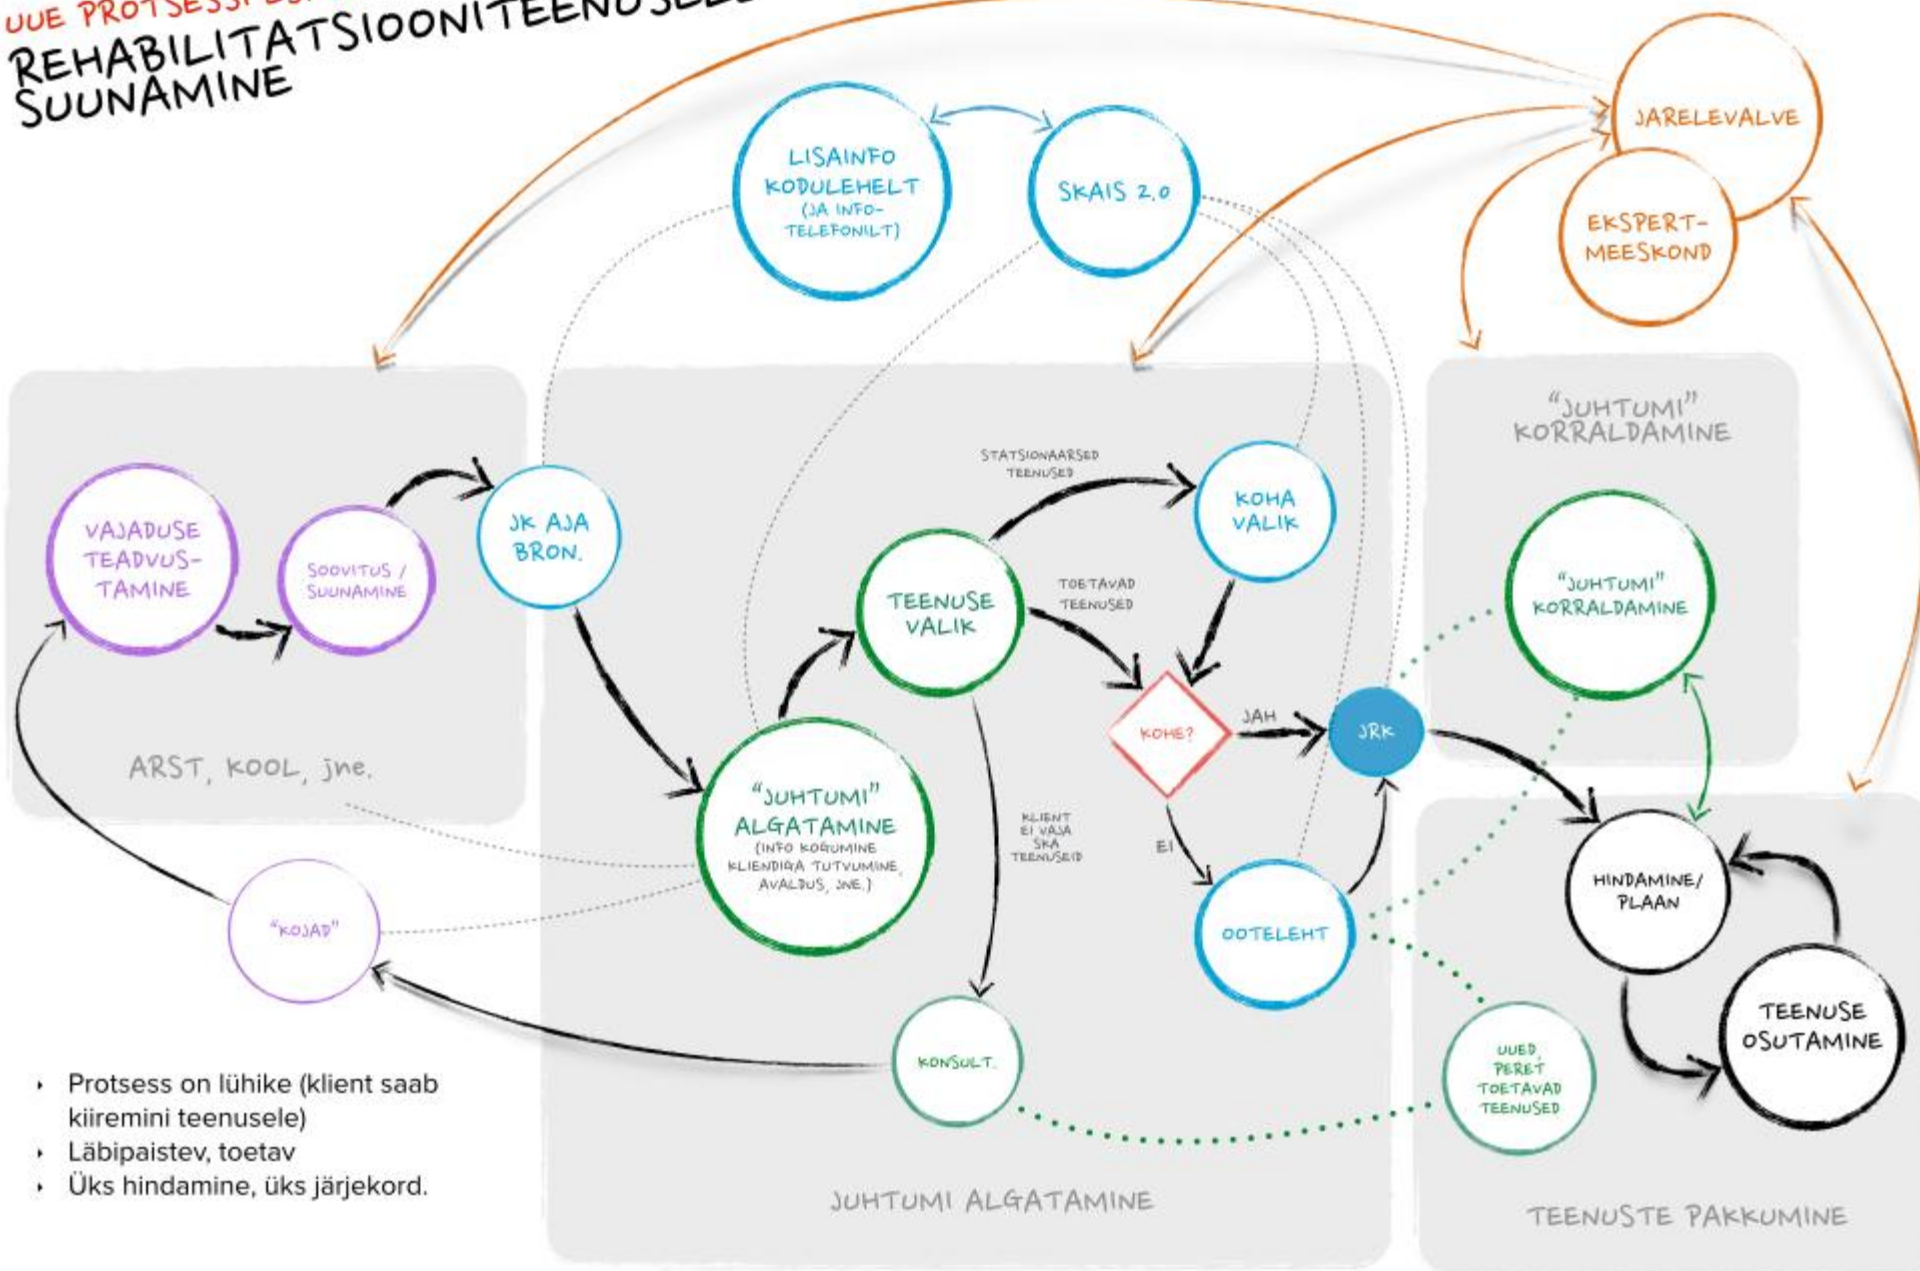 UUE
REHABILITATSIOONITEENUSELE
SUUNAMINE
LISAINFO
KODULEHELT
(JA INFO-
TELEFONILT)
SKAIS 2.0
JARELEVALVE
EKSPERT-
MEESKOND
VAJADUSE
TEADVUS-
TAMINE
SOOVITUS /
SUUNAMINE
ARST, KOOL, jne.
"KOJAD"
JK AJA
BRON.
"JUHTUMI"
ALGATAMINE
(INFO KOGUMINE
KLIENDIGA TUTVUMINE,
AVALDUS, JNE.)
TEENUSE
VALIK
STATSIONAARSED
TEENUSED
TOETAVAD
TEENUSED
KOHA
VALIK
KOHE?
JAH
EI
JRK
OOTELEHT
KLIENT
EI VAJA
SKA
TEENUSEID
KONSULT.
JUHTUMI ALGATAMINE
"JUHTUMI"
KORRALDAMINE
"JUHTUMI"
KORRALDAMINE
HINDAMINE/
PLAAN
TEENUSE
OSUTAMINE
UUED,
PERET
TOETAVAD
TEENUSED
TEENUSTE PAKKUMINE
‣ Protsess on lühike (klient saab
kiiremini teenusele)
‣ Läbipaistev, toetav
‣ Üks hindamine, üks järjekord.